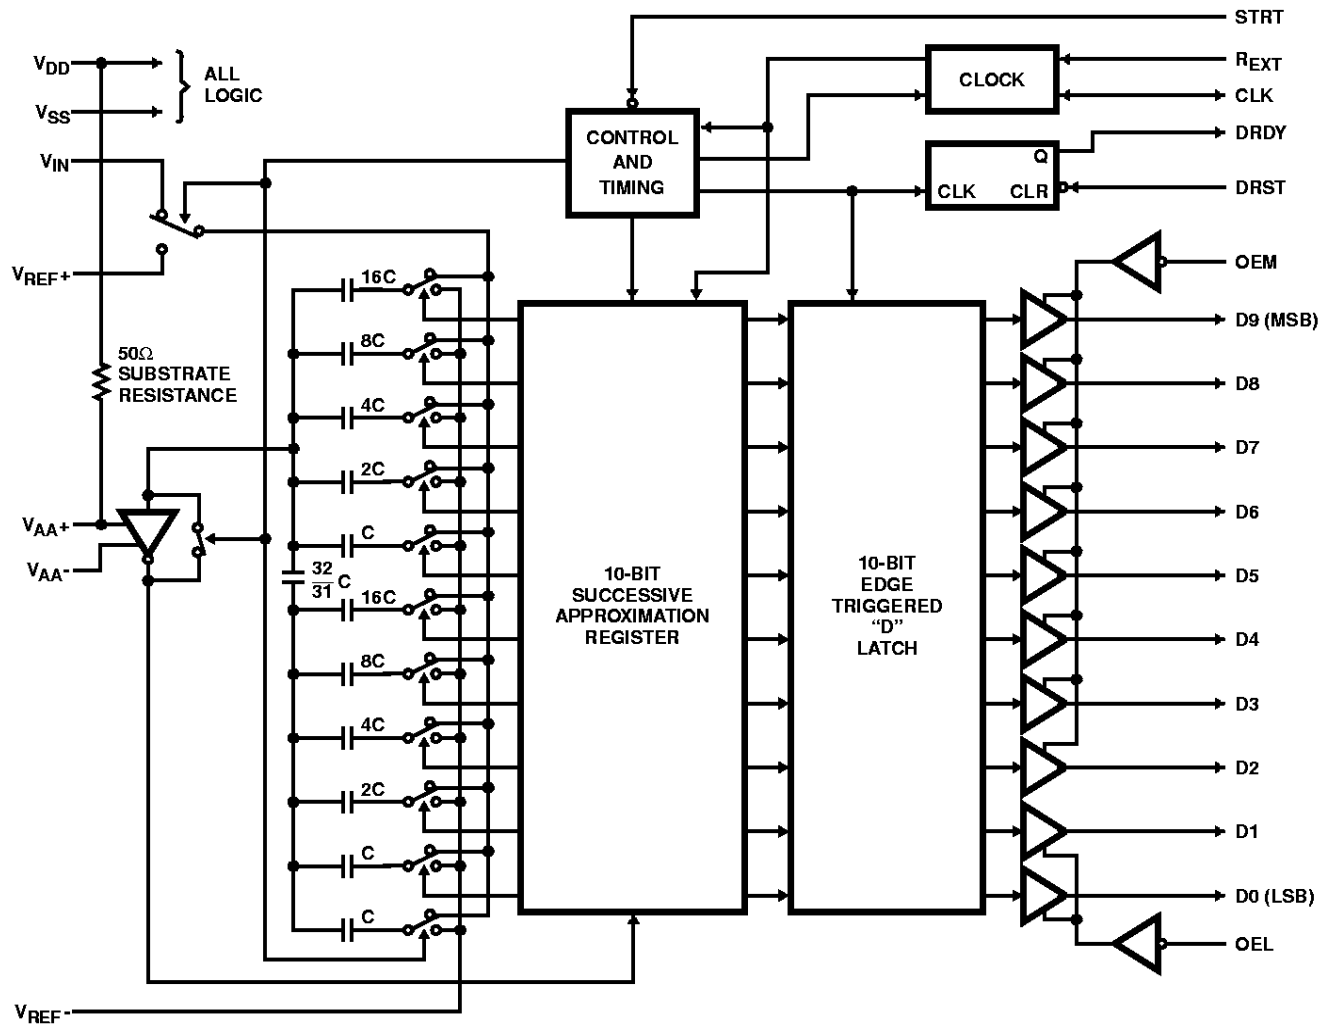 STRT
VDD
ALL
LOGIC
VSS
REXT
CLOCK
CLK
CONTROL
AND
TIMING
DRDY
Q
CLK
CLR
DRST
VIN
VREF+
OEM
16C
D9 (MSB)
8C
D8
50Ω
SUBSTRATE
RESISTANCE
4C
D7
2C
D6
VAA+
C
D5
VAA-
32
31
C
10-BIT
SUCCESSIVE
APPROXIMATION
REGISTER
10-BIT
EDGE
TRIGGERED
“D”
LATCH
16C
D4
8C
D3
4C
D2
2C
D1
C
D0 (LSB)
C
OEL
VREF-